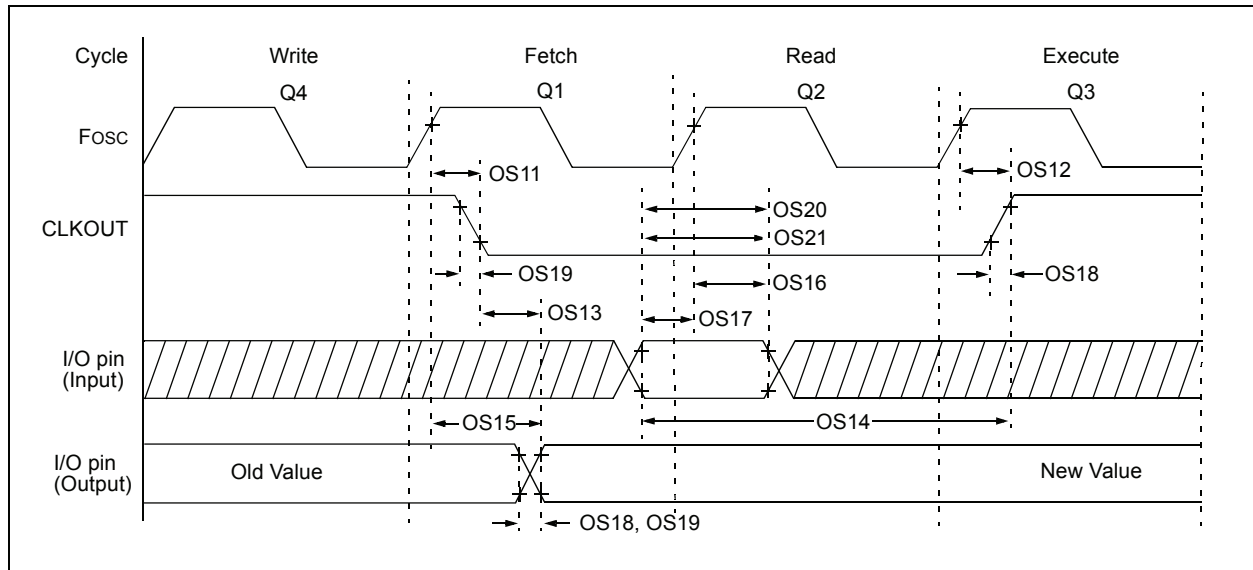 Cycle Write Fetch Read Execute
Q4 Q1 Q2 Q3
FOSC
OS11 OS12
CLKOUT
OS20
OS21
OS19 OS16 OS18
OS13 OS17
I/O pin
(Input)
OS15 OS14
I/O pin
(Output)
Old Value New Value
OS18, OS19